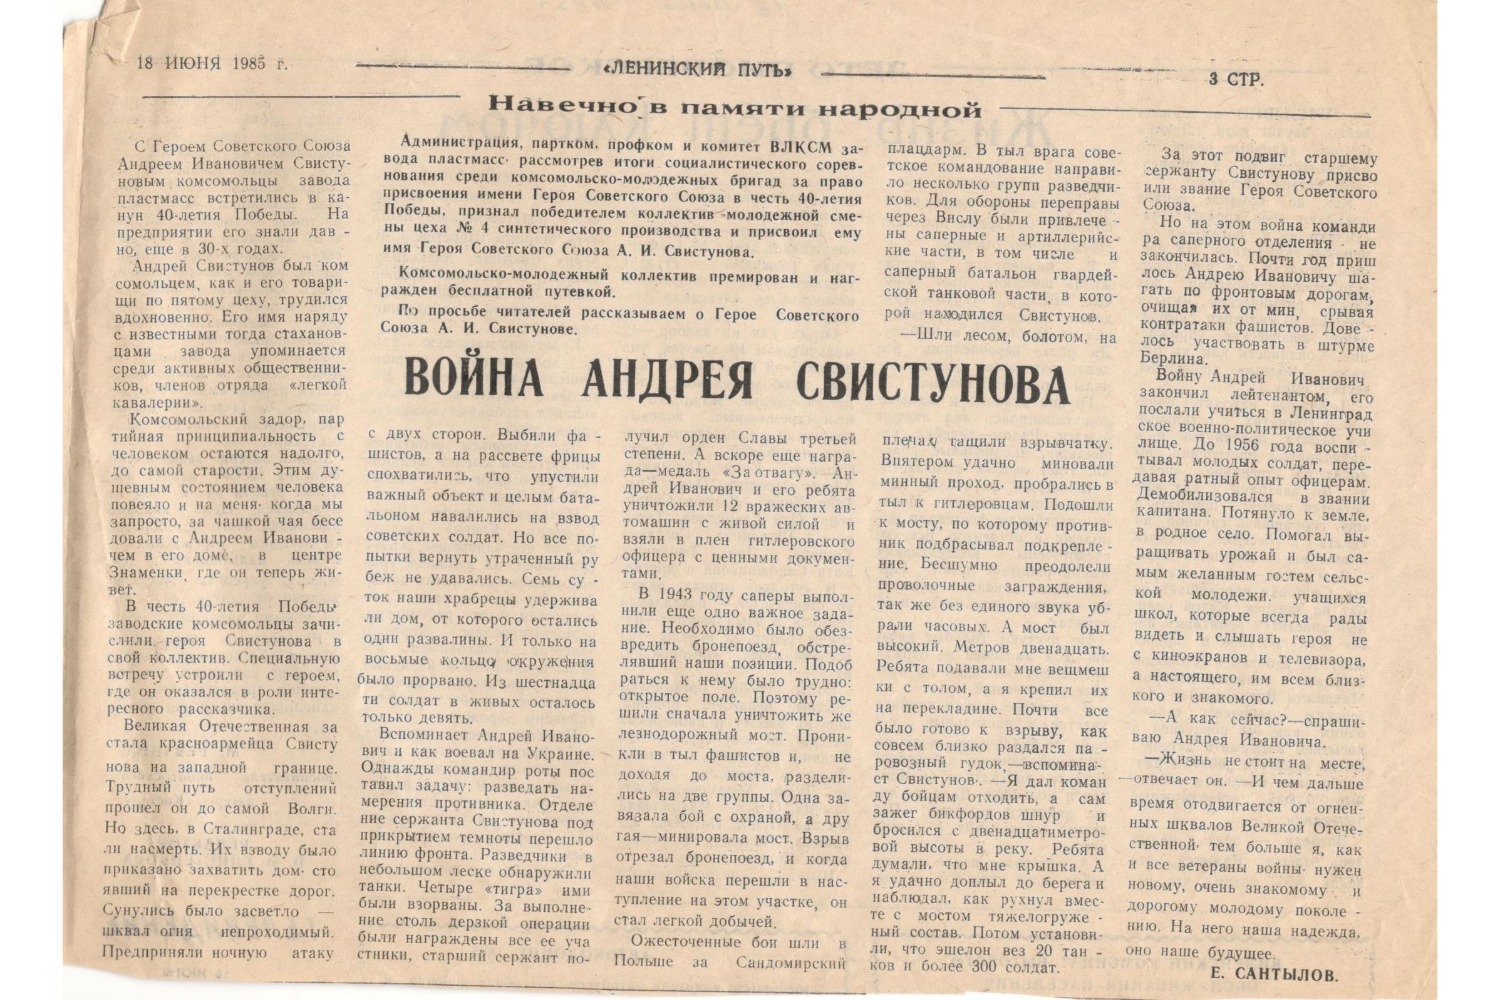 18 ИЮНЯ 1985 г.
«ЛЕНИНСКИЙ ПУТЬ»
3 СТР.
Навечно в памяти народной
С Героем Советского Союза
Андреем Ивановичем Свисту-
новым комсомольцы завода
пластмасс встретились в ка-
нун 40-летия Победы. На
предприятии его знали дав -
но, еще в 30-х годах.
Андрей Свистунов был ком
сомольцем, как и его товари-
щи по пятому цеху, трудился
вдохновенно. Его имя наряду
с известными тогда стаханов-
цами завода упоминается
среди активных общественни-
ков, членов отряда «легкой
кавалерии».
Комсомольский задор, пар
тийная принципиальность с
человеком остаются надолго,
до самой старости. Этим ду-
шевным состоянием человека
повеяло и на меня· когда мы
запросто, за чашкой чая бесе
довали с Андреем Иванови -
чем в его доме, в центре
Знаменки, где он теперь жи-
вет.
В честь 40-летия Победы
заводские комсомольцы зачи-
слили героя Свистунова в
свой коллектив. Специальную
встречу устроили с героем,
где он оказался в роли инте-
ресного рассказчика.
Великая Отечественная за
стала красноармейца Свисту
нова на западной границе.
Трудный путь отступлений
прошел он до самой Волги.
Но здесь, в Сталинграде, ста
ли насмерть. Их взводу было
приказано захватить дом· сто
явший на перекрестке дорог.
Сунулись было засветло —
шквал огня непроходимый.
Предприняли ночную атаку
Администрация, партком, профком и комитет ВЛКСМ за-
вода пластмасс· рассмотрев итоги социалистического сорев-
нования среди комсомольско-молодежных бригад за право
присвоения имени Героя Советского Союза в честь 40-летия
Победы, признал победителем коллектив молодежной сме-
ны цеха № 4 синтетического производства и присвоил ему
имя Героя Советского Союза А. И. Свистунова.
Комсомольско-молодежный коллектив премирован и наг-
ражден бесплатной путевкой.
По просьбе читателей рассказываем о Герое Советского
Союза А. И. Свистунове.
ВОЙНА АНДРЕЯ СВИСТУНОВА
с двух сторон. Выбили фа -
шистов, а на рассвете фрицы
спохватились, что упустили
важный объект и целым бата-
льоном навалились на взвод
советских солдат. Но все по-
пытки вернуть утраченный ру
беж не удавались. Семь су -
ток наши храбрецы удержива
ли дом, от которого остались
одни развалины. И только на
восьмые кольцо окружения
было прорвано. Из шестнадца
ти солдат в живых осталось
только девять.
Вспоминает Андрей Ивано-
вич и как воевал на Украине.
Однажды командир роты пос
тавил задачу: разведать на-
мерения противника. Отделе
ние сержанта Свистунова под
прикрытием темноты перешло
линию фронта. Разведчики в
небольшом леске обнаружили
танки. Четыре «тигра» ими
были взорваны. За выполне-
ние столь дерзкой операции
были награждены все ее уча
стники, старший сержант по-
лучил орден Славы третьей
степени. А вскоре еще награ-
да—медаль «За отвагу». Ан-
дрей Иванович и его ребята
уничтожили 12 вражеских ав-
томашин с живой силой и
взяли в плен гитлеровского
офицера с ценными докумен-
тами.
В 1943 году саперы выпол-
нили еще одно важное зада-
ние. Необходимо было обез-
вредить бронепоезд, обстре-
лявший наши позиции. Подоб
раться к нему было трудно:
открытое поле. Поэтому ре-
шили сначала уничтожить же
лезнодорожный мост. Прони-
кли в тыл фашистов и, не
доходя до моста, раздели-
лись на две группы. Одна за-
вязала бой с охраной, а дру
гая—минировала мост. Взрыв
отрезал бронепоезд, и когда
наши войска перешли в нас-
тупление на этом участке, он
стал легкой добычей.
Ожесточенные бои шли в
Польше за Сандомирский
плацдарм. В тыл врага сове-
тское командование направи-
ло несколько групп разведчи-
ков. Для обороны переправы
через Вислу были привлече -
ны саперные и артиллерийс-
кие части, в том числе и
саперный батальон гвардей-
ской танковой части, в кото-
рой находился Свистунов.
—Шли лесом, болотом, на
плечах тащили взрывчатку.
Впятером удачно миновали
минный проход, пробрались в
тыл к гитлеровцам. Подошли
к мосту, по которому против-
ник подбрасывал подкрепле -
ние. Бесшумно преодолели
проволочные заграждения,
так же без единого звука уб-
рали часовых. А мост был
высокий. Метров двенадцать.
Ребята подавали мне вещмеш
ки с толом, а я крепил их
на перекладине. Почти все
было готово к взрыву, как
совсем близко раздался па -
ровозный гудок,—вспомина-
ет Свистунов·. —Я дал коман
ду бойцам отходить, а сам
зажег бикфордов шнур и
бросился с двенадцатиметро-
вой высоты в реку. Ребята
думали, что мне крышка. А
я удачно доплыл до берега и
наблюдал, как рухнул вмес-
те с мостом тяжелогруже -
ный состав. Потом установи-
ли, что эшелон вез 20 тан -
ков и более 300 солдат.
За этот подвиг старшему
сержанту Свистунову присво
или звание Героя Советского
Союза.
Но на этом война команди
ра саперного отделения не
закончилась. Почти год приш
лось Андрею Ивановичу ша-
гать по фронтовым дорогам,
очищая их от мин, срывая
контратаки фашистов. Дове -
лось участвовать в штурме
Берлина.
Войну Андрей Иванович
закончил лейтенантом, его
послали учиться в Ленинград
ское военно-политическое учи
лище. До 1956 года воспи -
тывал молодых солдат, пере-
давая ратный опыт офицерам.
Демобилизовался в звании
капитана. Потянуло к земле,
в родное село. Помогал вы-
ращивать урожай и был са-
мым желанным гостем сельс-
кой молодежи. учащихся
школ, которые всегда рады
видеть и слышать героя не
с киноэкранов и телевизора,
а настоящего, им всем близ-
кого и знакомого.
—А как сейчас?—спраши-
ваю Андрея Ивановича.
—Жизнь не стоит на месте,
—отвечает он. —И чем дальше
время отодвигается от огнен-
ных шквалов Великой Отече-
ственной· тем больше я, как
и все ветераны войны· нужен
новому, очень знакомому и
дорогому молодому поколе -
нию. На него наша надежда,
оно наше будущее.
Е. САНТЫЛОВ.